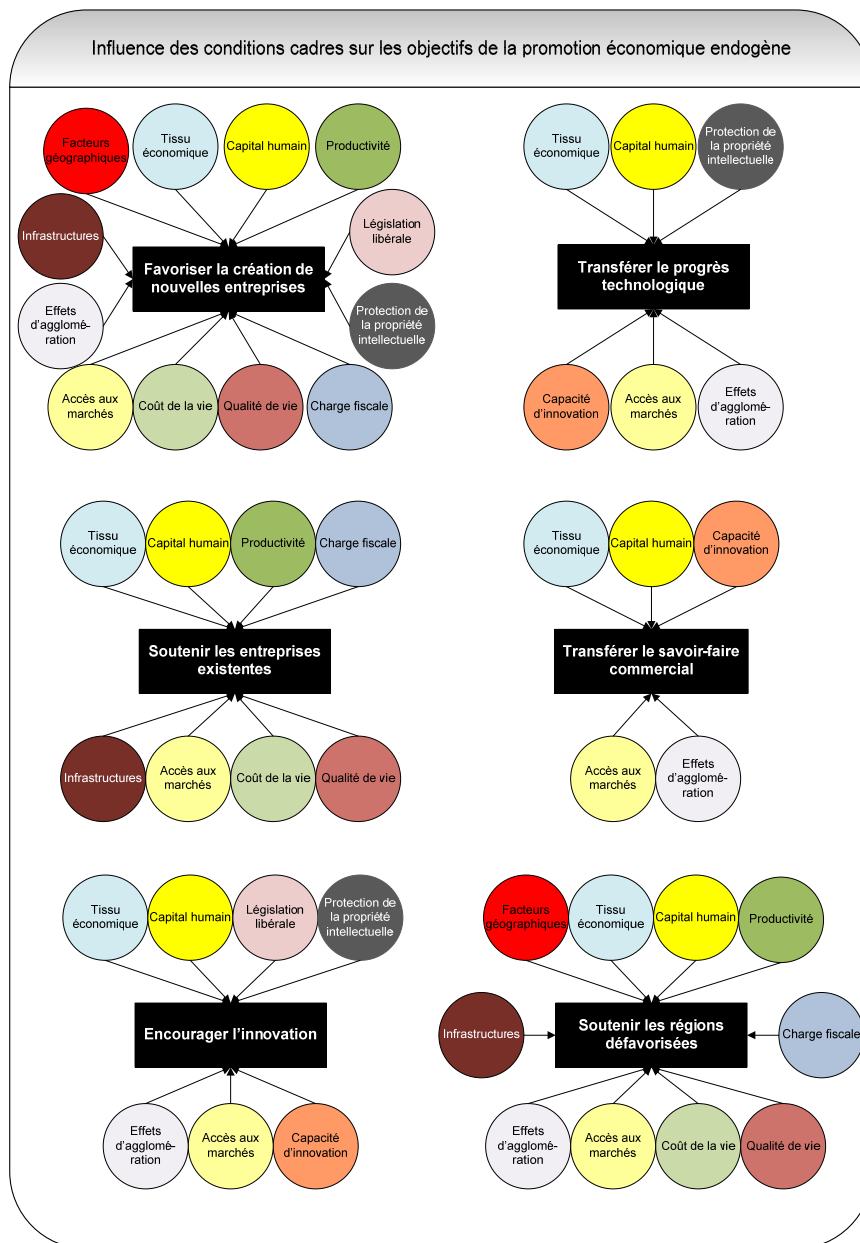 Influence des conditions cadres sur les objectifs de la promotion économique endogène
Facteurs
géographiques
Tissu
économique
Capital humain
Productivité
Infrastructures
Législation
libérale
Favoriser la création de
nouvelles entreprises
Effets
d'agglomé-
ration
Protection de
la propriété
intellectuelle
Accès aux
marchés
Coût de la vie
Qualité de vie
Charge fiscale
Tissu
économique
Capital humain
Protection de
la propriété
intellectuelle
Transférer le progrès
technologique
Capacité
d'innovation
Accès aux
marchés
Effets
d'agglomé-
ration
Tissu
économique
Capital humain
Productivité
Charge fiscale
Soutenir les entreprises
existentes
Infrastructures
Accès aux
marchés
Coût de la vie
Qualité de vie
Tissu
économique
Capital humain
Capacité
d'innovation
Transférer le savoir-faire
commercial
Accès aux
marchés
Effets
d'agglomé-
ration
Tissu
économique
Capital humain
Législation
libérale
Protection de
la propriété
intellectuelle
Encourager l'innovation
Effets
d'agglomé-
ration
Accès aux
marchés
Capacité
d'innovation
Facteurs
géographiques
Tissu
économique
Capital humain
Productivité
Infrastructures
Soutenir les régions
défavorisées
Charge fiscale
Effets
d'agglomé-
ration
Accès aux
marchés
Coût de la vie
Qualité de vie